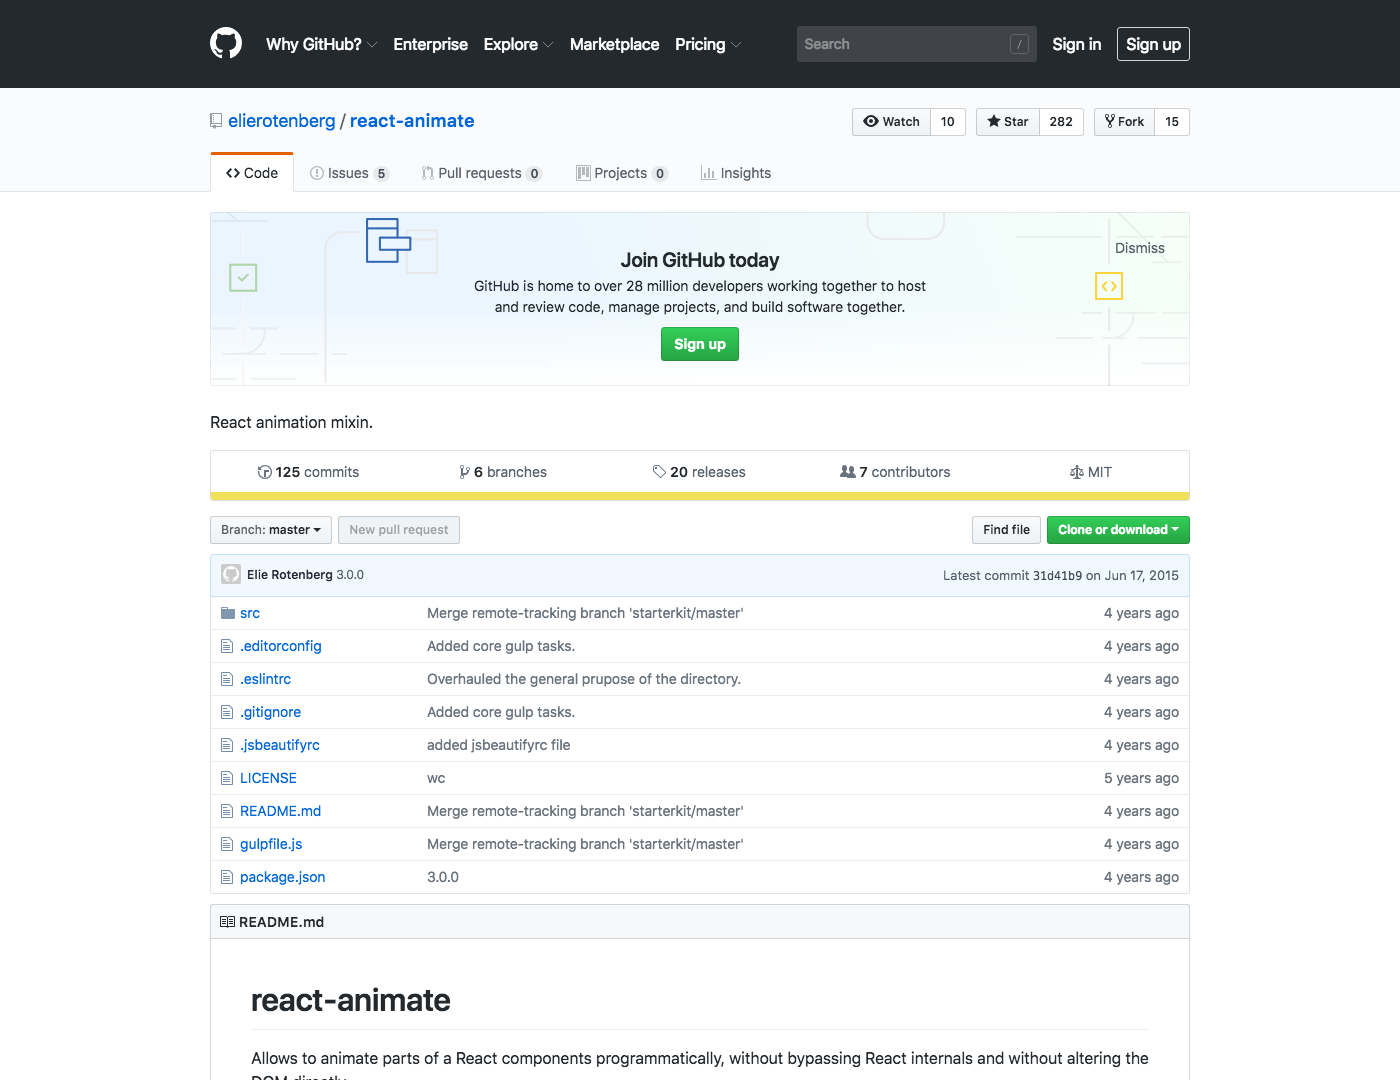 Why GitHub? Enterprise Explore Marketplace Pricing Search / Sign in Sign up
elierotenberg / react-animate Watch 10 Star 282 Fork 15
Code Issues 5 Pull requests 0 Projects 0 Insights
Dismiss
Join GitHub today
GitHub is home to over 28 million developers working together to host
and review code, manage projects, and build software together.
Sign up
React animation mixin.
125 commits 6 branches 20 releases 7 contributors MIT
Branch: master New pull request Find file Clone or download
Elie Rotenberg 3.0.0 Latest commit 31d41b9 on Jun 17, 2015
src Merge remote-tracking branch 'starterkit/master' 4 years ago
.editorconfig Added core gulp tasks. 4 years ago
.eslintrc Overhauled the general prupose of the directory. 4 years ago
.gitignore Added core gulp tasks. 4 years ago
.jsbeautifyrc added jsbeautifyrc file 4 years ago
LICENSE wc 5 years ago
README.md Merge remote-tracking branch 'starterkit/master' 4 years ago
gulpfile.js Merge remote-tracking branch 'starterkit/master' 4 years ago
package.json 3.0.0 4 years ago
README.md
react-animate
Allows to animate parts of a React components programmatically, without bypassing React internals and without altering the
DOM directly